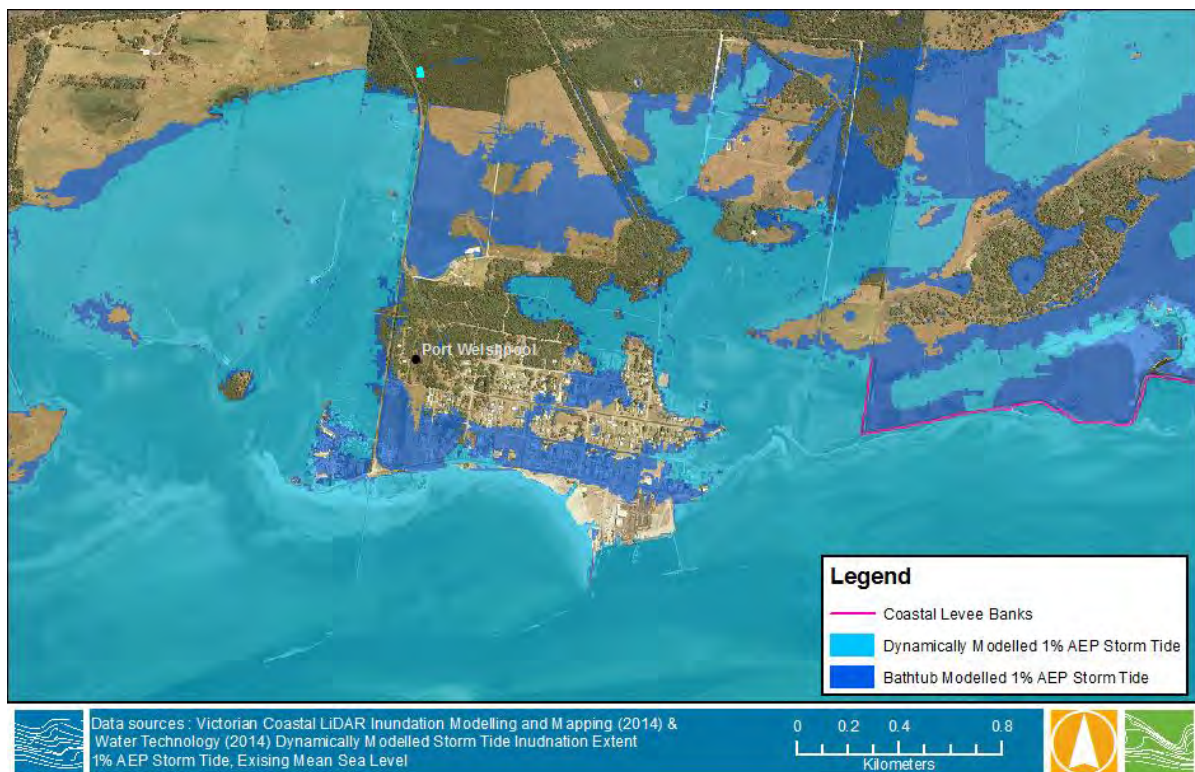 Port Welshpool
Legend
Coastal Levee Banks
Dynamically Modelled 1% AEP Storm Tide
Bathtub Modelled 1% AEP Storm Tide
Data sources : Victorian Coastal LiDAR Inundation Modelling and Mapping (2014) &
Water Technology (2014) Dynamically Modelled Storm Tide Inudnation Extent
1% AEP Storm Tide, Exising Mean Sea Level
0 0.2 0.4 0.8
Kilometers